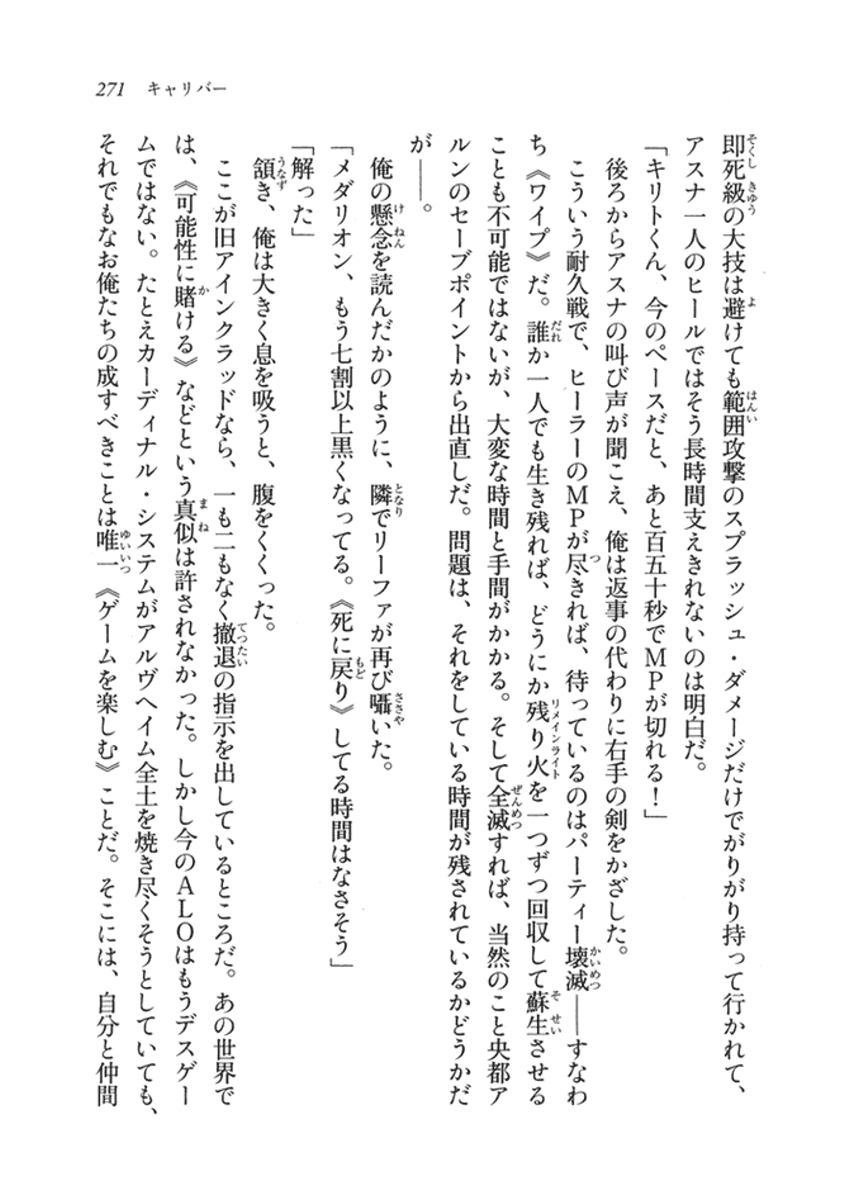 271　キャリバー
即死級の大技は避けても範囲攻撃のスプラッシュ・ダメージだけでがりがり持って行かれて、
アスナ一人のヒールではそう長時間支えきれないのは明白だ。
「キリトくん、今のペースだと、あと百五十秒でＭＰが切れる！」
後ろからアスナの叫び声が聞こえ、俺は返事の代わりに右手の剣をかざした。
こういう耐久戦で、ヒーラーのＭＰが尽きれば、待っているのはパーティー壊滅――すなわ
ち《ワイプ》だ。誰か一人でも生き残れば、どうにか残り火を一つずつ回収して蘇生させる
ことも不可能ではないが、大変な時間と手間がかかる。そして全滅すれば、当然のこと央都ア
ルンのセーブポイントから出直しだ。問題は、それをしている時間が残されているかどうかだ
が――。
俺の懸念を読んだかのように、隣でリーファが再び囁いた。
「メダリオン、もう七割以上黒くなってる。《死に戻り》してる時間はなさそう」
「解った」
頷き、俺は大きく息を吸うと、腹をくくった。
ここが旧アインクラッドなら、一も二もなく撤退の指示を出しているところだ。あの世界で
は、《可能性に賭ける》などという真似は許されなかった。しかし今のＡＬＯはもうデスゲー
ムではない。たとえカーディナル・システムがアルヴヘイム全土を焼き尽くそうとしていても、
それでもなお俺たちの成すべきことは唯一《ゲームを楽しむ》ことだ。そこには、自分と仲間